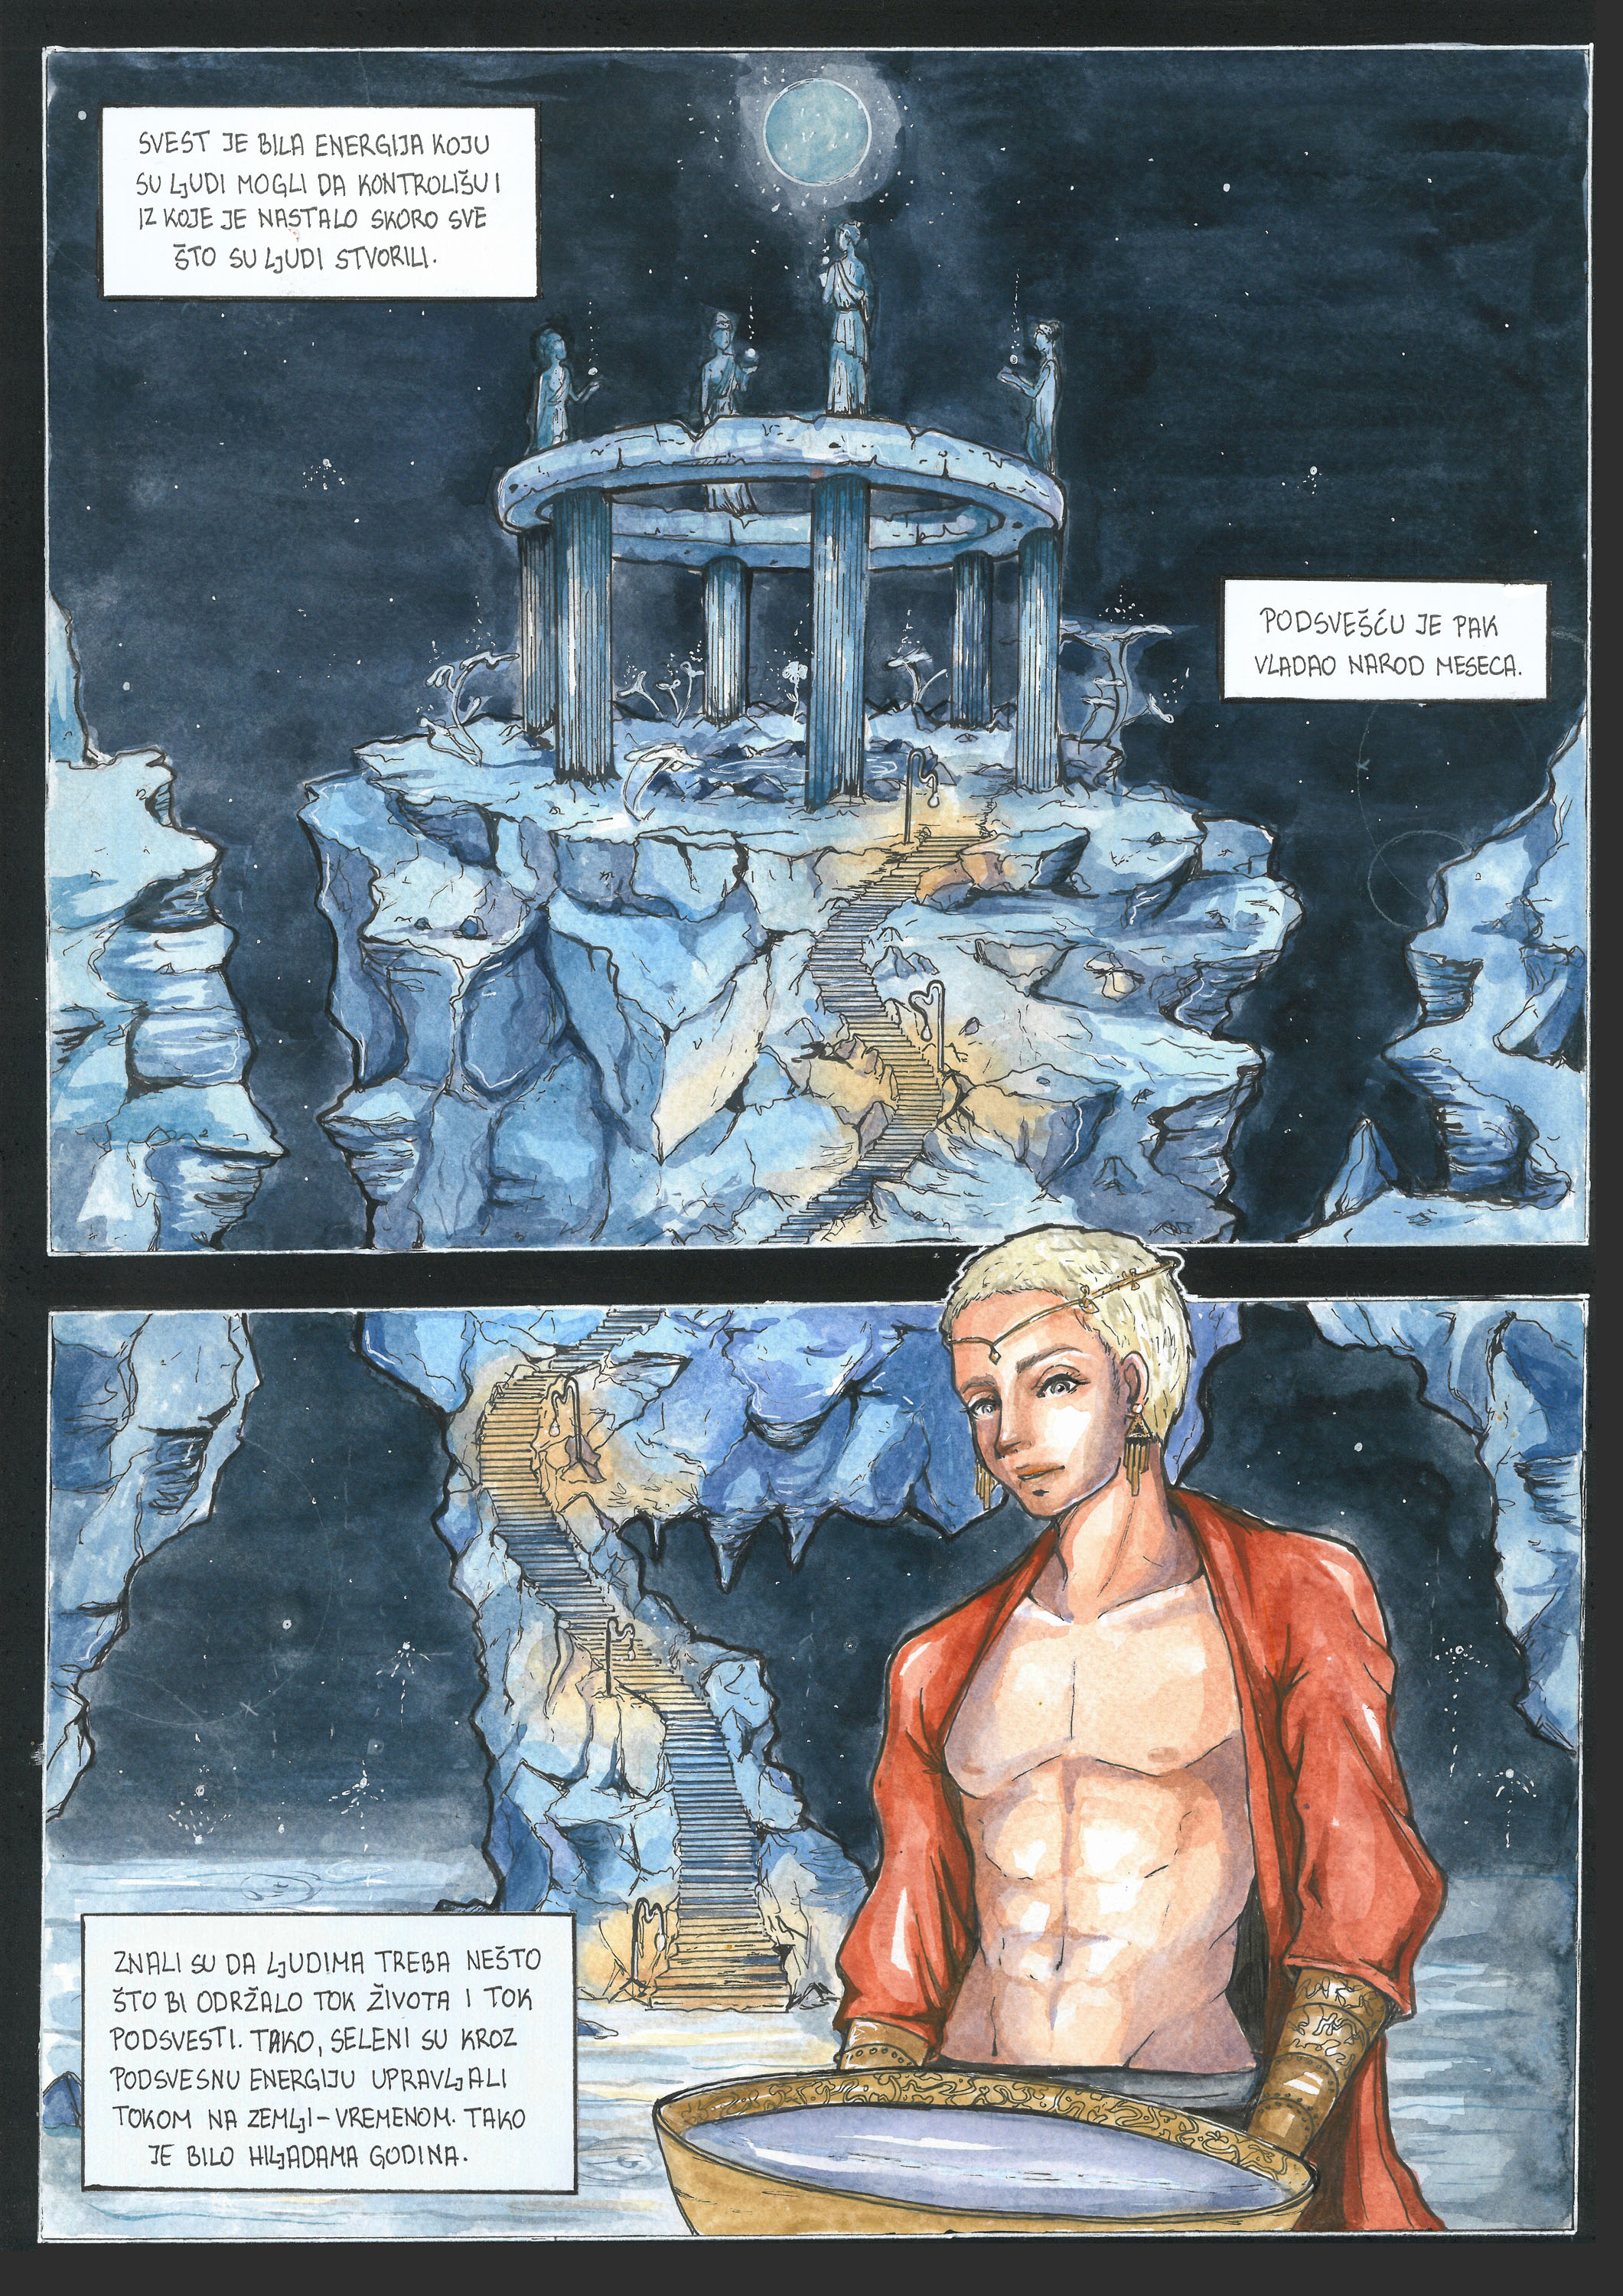 SVEST JE BILA ENERGIJA KOJU
SU LJUDI MOGLI DA KONTROLIŠU I
IZ KOJE JE NASTALO SKORO SVE
ŠTO SU LJUDI STVORILI.
PODSVEŠĆU JE PAK
VLADAO NAROD MESECA.
ZNALI SU DA LJUDIMA TREBA NEŠTO
ŠTO BI ODRŽALO TOK ŽIVOTA I TOK
PODSVESTI. TAKO, SELENI SU KROZ
PODSVESNU ENERGIJU UPRAVLJALI
TOKOM NA ZEMLJI-VREMENOM. TAKO
JE BILO HILJADAMA GODINA.